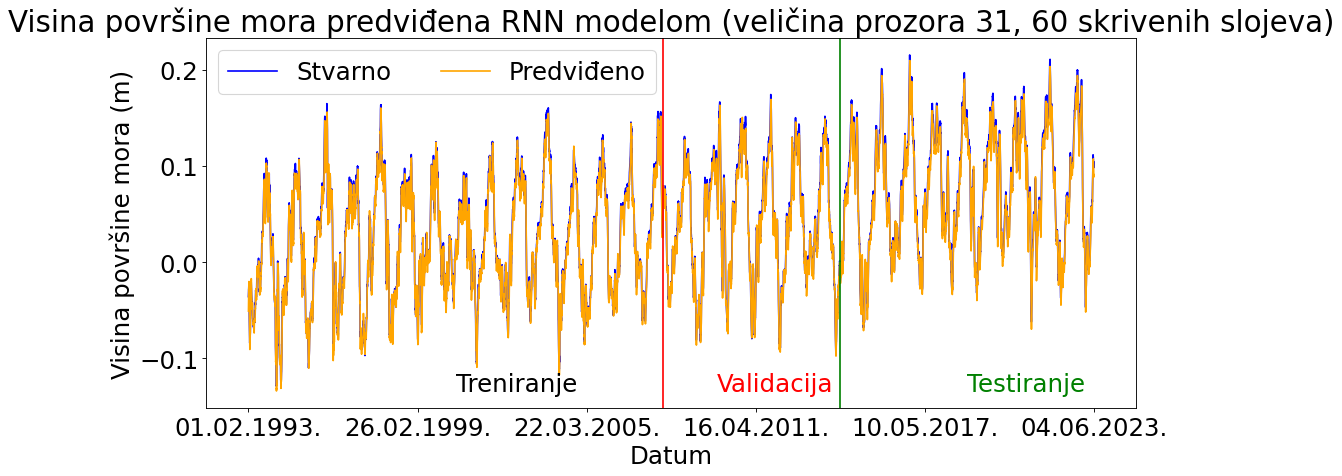 Visina površine mora predviđena RNN modelom (veličina prozora 31, 60 skrivenih slojeva)
Stvarno Predviđeno
Visina površine mora (m)
0.2
0.1
0.0
−0.1
Treniranje Validacija Testiranje
01.02.1993. 26.02.1999. 22.03.2005. 16.04.2011. 10.05.2017. 04.06.2023.
Datum